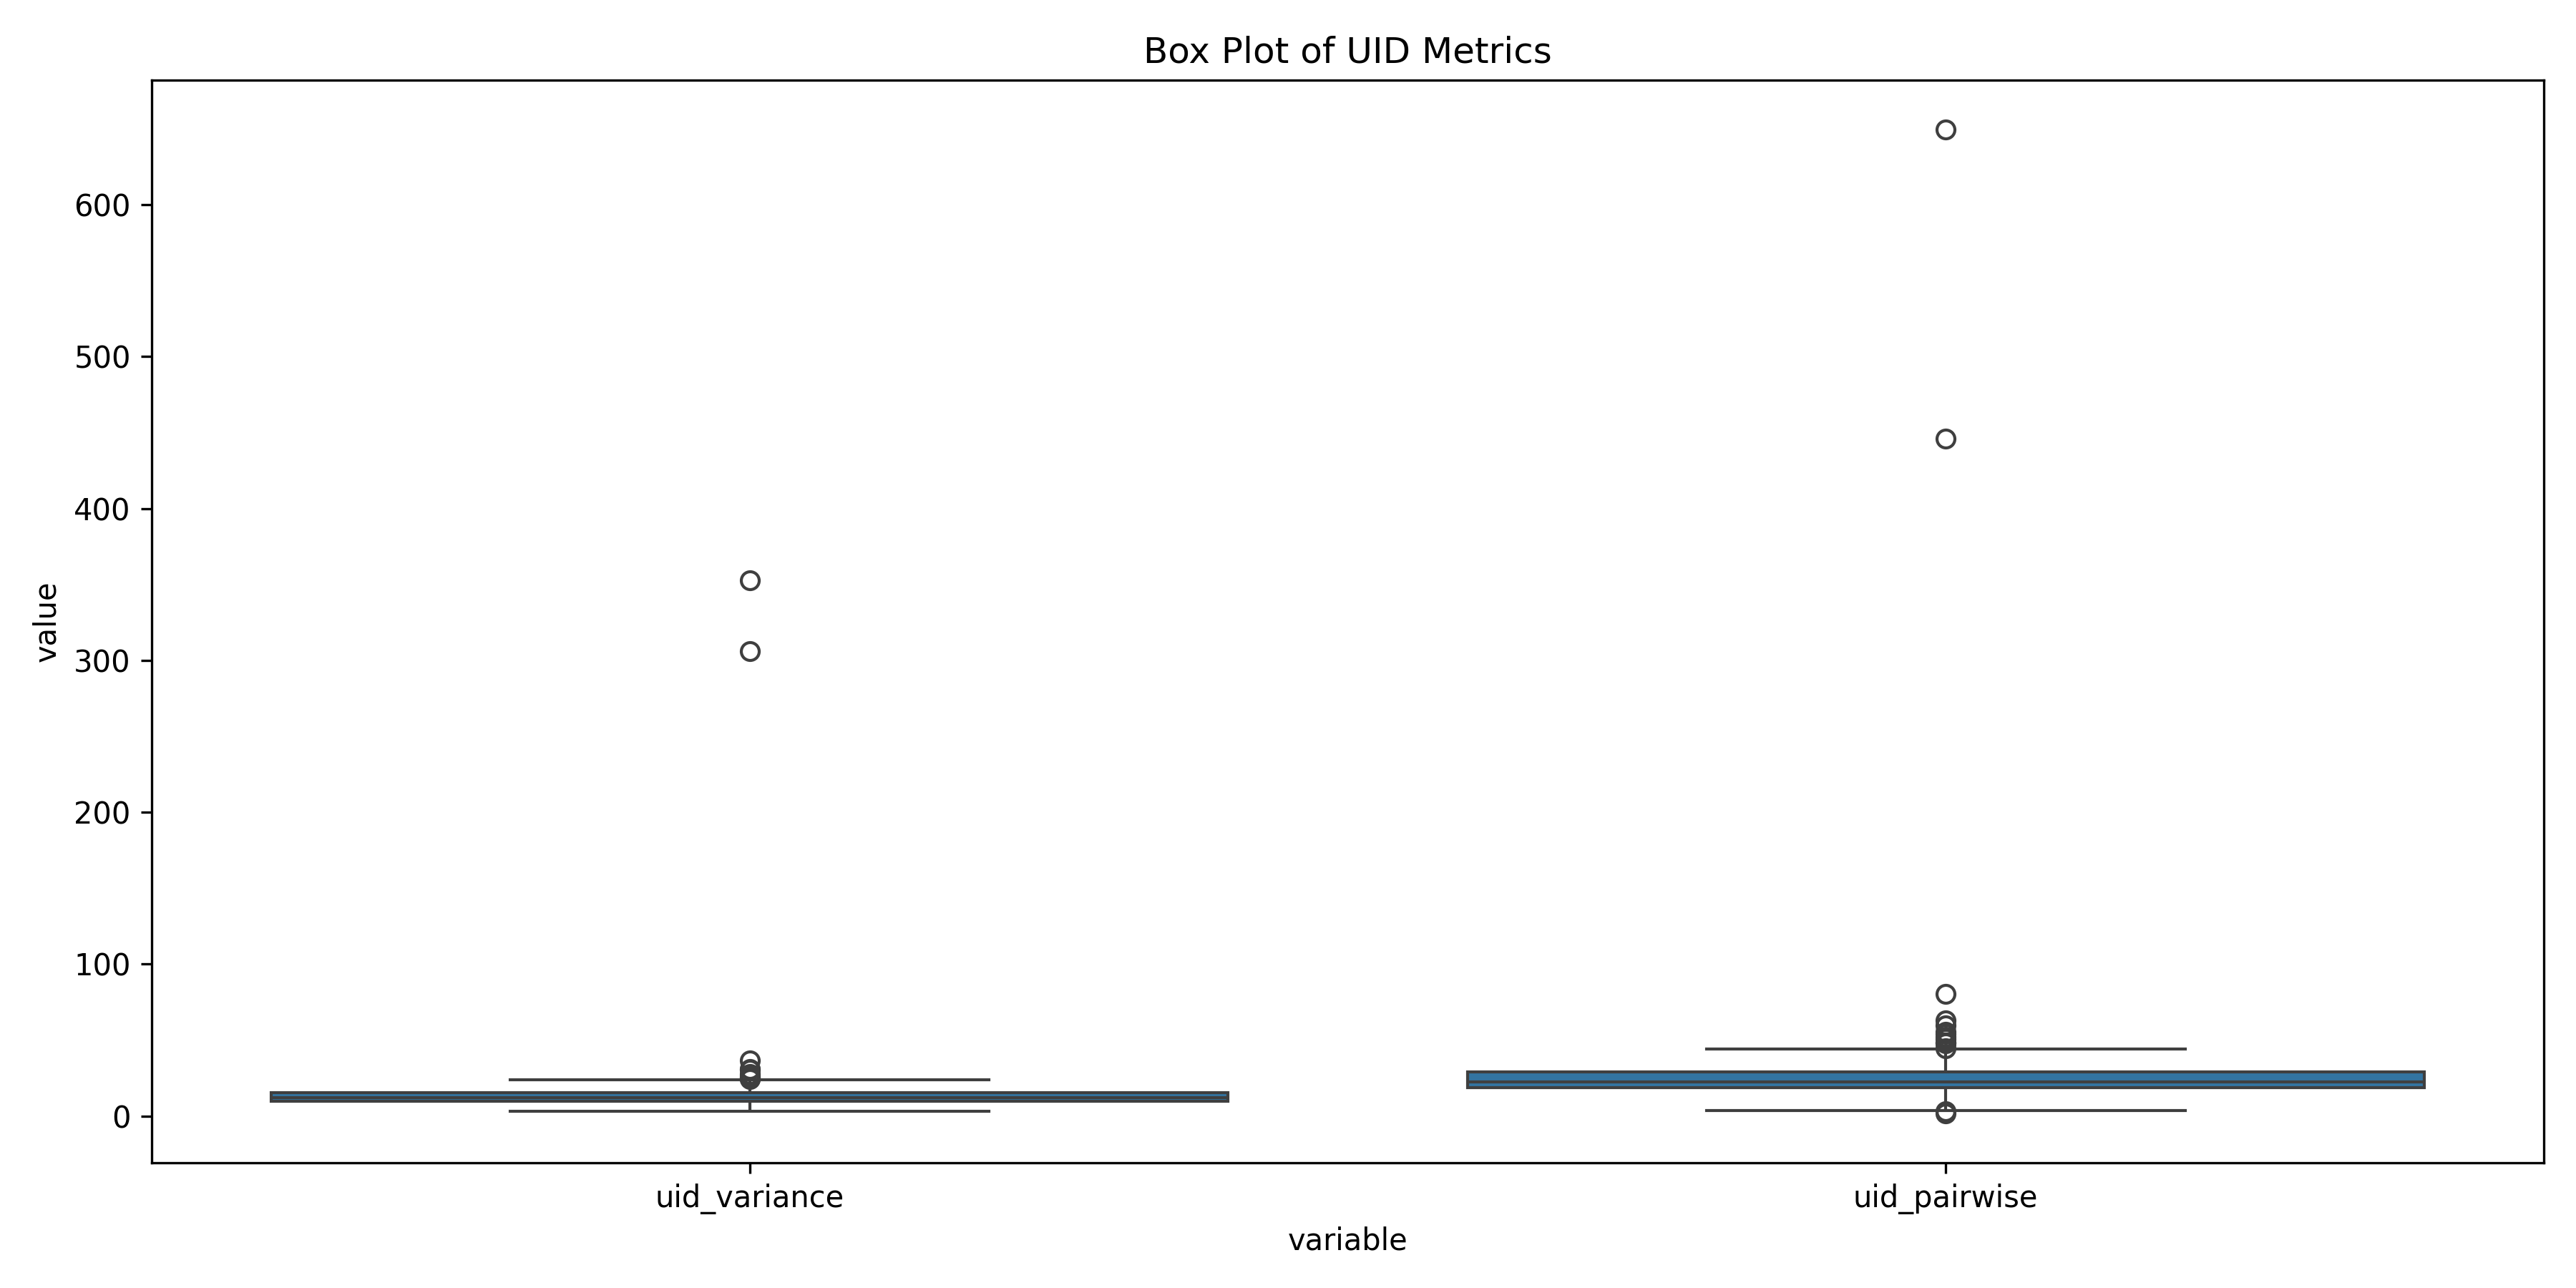 Box Plot of UID Metrics
600
500
400
300
200
100
0
value
uid_variance
uid_pairwise
variable